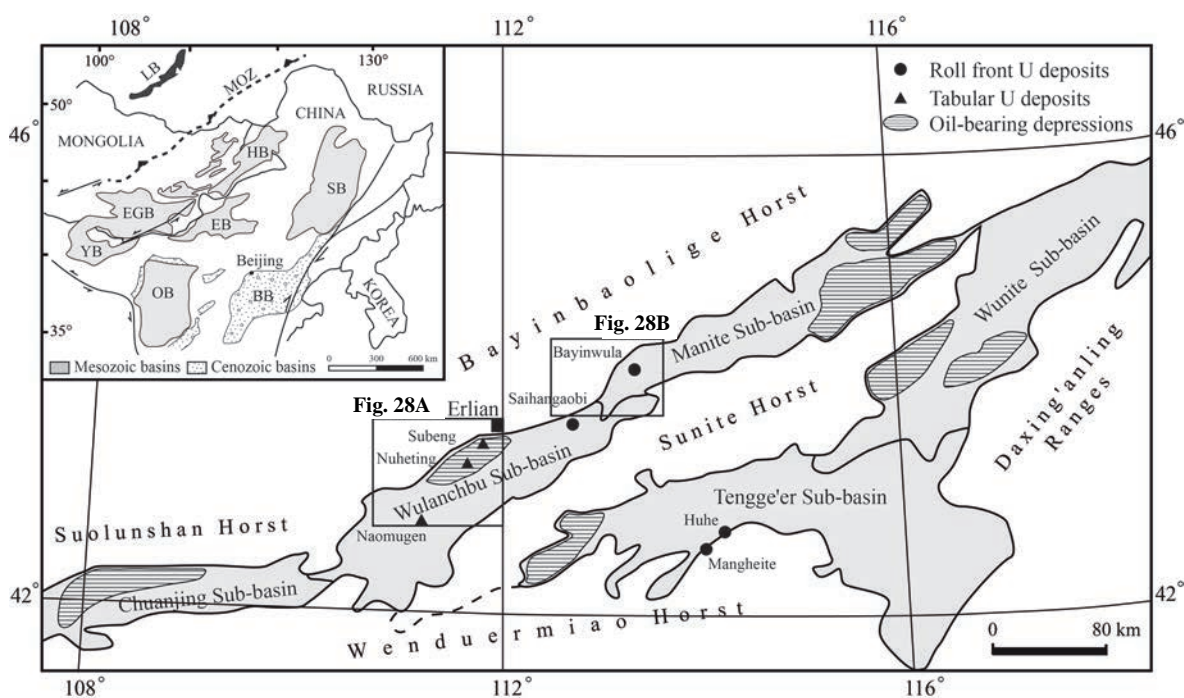 108°
112°
116°
100°
130°
50°
35°
LB
MOZ
RUSSIA
CHINA
MONGOLIA
HB
SB
EGB
EB
YB
Beijing
OB
BB
KOREA
0 300 600 km
Mesozoic basins
Cenozoic basins
Roll front U deposits
Tabular U deposits
Oil-bearing depressions
46°
46°
Bayinbaolige Horst
Fig. 28B
Bayinwula
Manite Sub-basin
Wunite Sub-basin
Saihangaobi
Fig. 28A
Erlian
Subeng
Nuheting
Wulanchbu Sub-basin
Sunite Horst
Daxing'anling
Ranges
Tengge'er Sub-basin
Suolunshan Horst
Naomugen
Huhe
Mangheite
42°
42°
Chuanjing Sub-basin
Wenduermiao Horst
0 80 km
108°
112°
116°